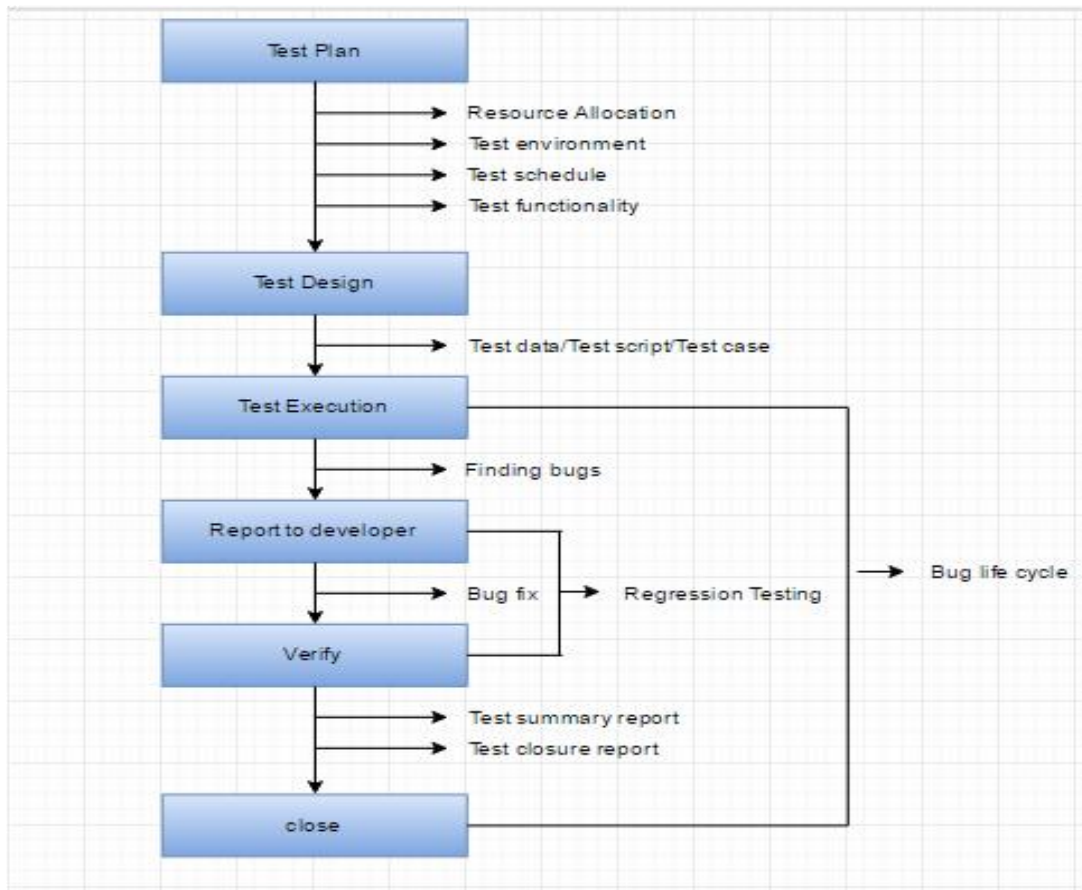 Test Plan
Resource Allocation
Test environment
Test schedule
Test functionality
Test Design
Test data/Test script/Test case
Test Execution
Finding bugs
Report to developer
Bug life cycle
Bug fix
Regression Testing
Verify
Test summary report
Test closure report
close